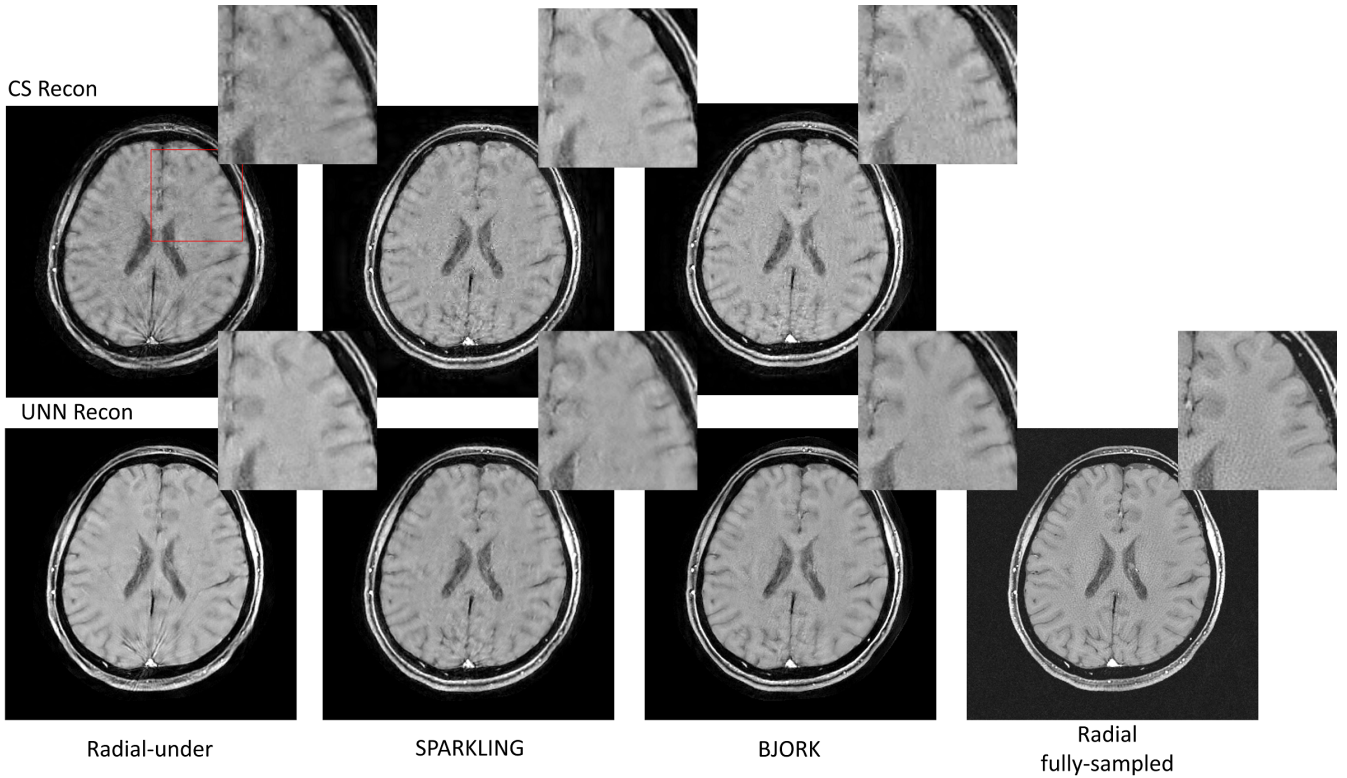 CS Recon
UNN Recon
Radial-under
SPARKLING
BJORK
Radial
fully-sampled